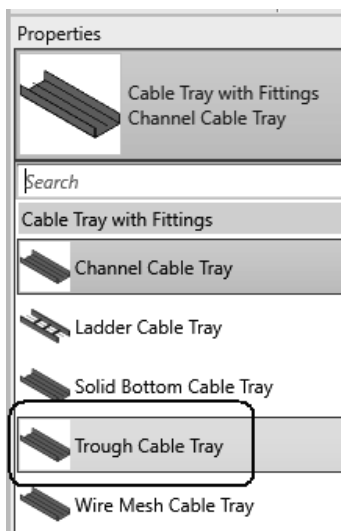 Properties
Cable Tray with Fittings
Channel Cable Tray
Search
Cable Tray with Fittings
Channel Cable Tray
Ladder Cable Tray
Solid Bottom Cable Tray
Trough Cable Tray
Wire Mesh Cable Tray